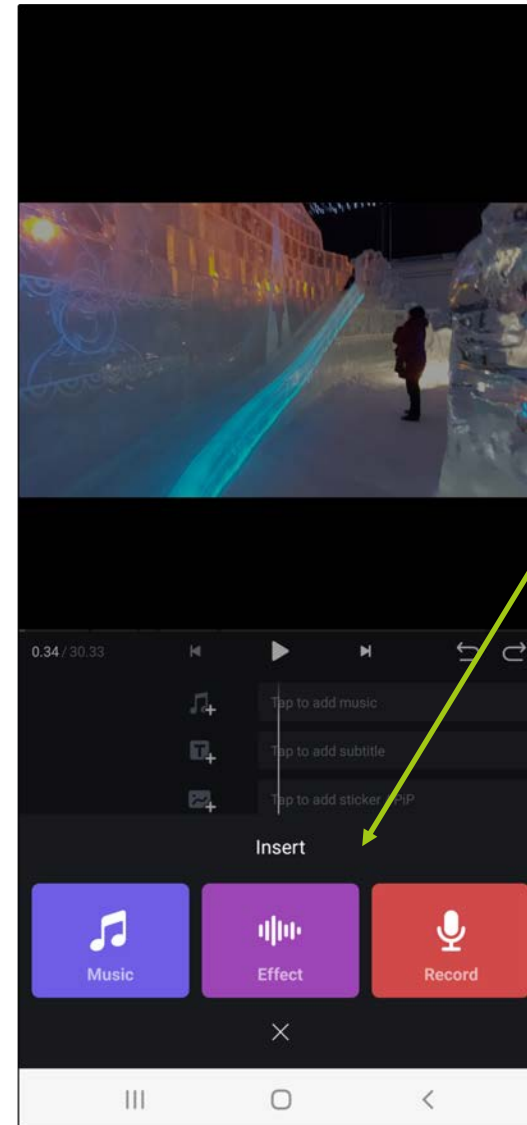 0.34 / 30.33
Tap to add music
Tap to add subtitle
Tap to add sticker / PiP
Insert
Music
Effect
Record